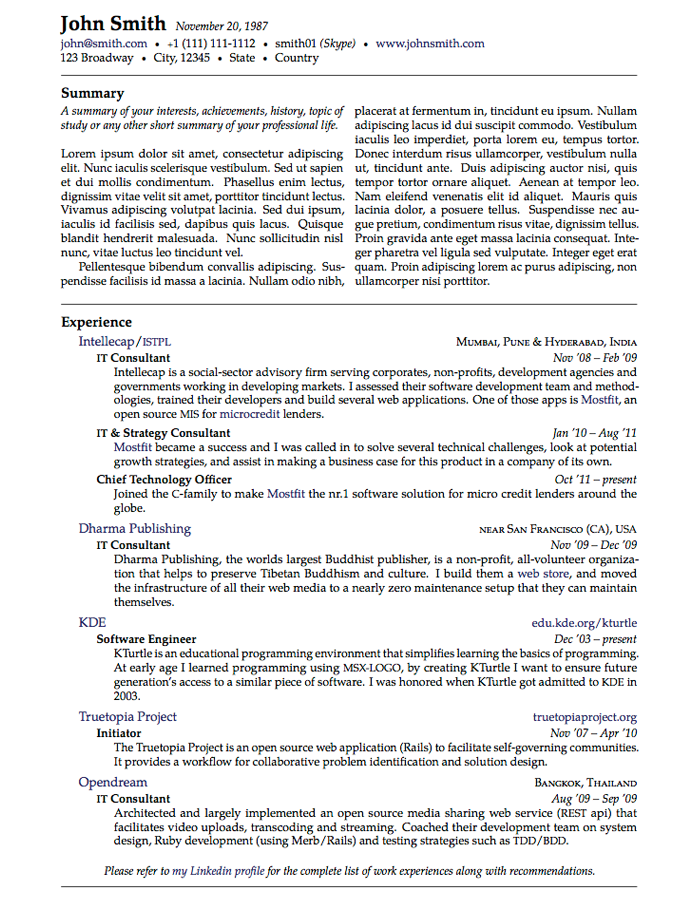 John Smith November 20, 1987
john@smith.com • +1 (111) 111-1112 • smith01 (Skype) • www.johnsmith.com
123 Broadway • City, 12345 • State • Country
Summary
A summary of your interests, achievements, history, topic of
study or any other short summary of your professional life.
Lorem ipsum dolor sit amet, consectetur adipiscing
elit. Nunc iaculis scelerisque vestibulum. Sed ut sapien
et dui mollis condimentum. Phasellus enim lectus,
dignissim vitae velit sit amet, porttitor tincidunt lectus.
Vivamus adipiscing volutpat lacinia. Sed dui ipsum,
iaculis id facilisis sed, dapibus quis lacus. Quisque
blandit hendrerit malesuada. Nunc sollicitudin nisl
nunc, vitae luctus leo tincidunt vel.
Pellentesque bibendum convallis adipiscing. Sus-
pendisse facilisis id massa a lacinia. Nullam odio nibh,
placerat at fermentum in, tincidunt eu ipsum. Nullam
adipiscing lacus id dui suscipit commodo. Vestibulum
iaculis leo imperdiet, porta lorem eu, tempus tortor.
Donec interdum risus ullamcorper, vestibulum nulla
ut, tincidunt ante. Duis adipiscing auctor nisi, quis
tempor tortor ornare aliquet. Aenean at tempor leo.
Nam eleifend venenatis elit id aliquet. Mauris quis
lacinia dolor, a posuere tellus. Suspendisse nec au-
gue pretium, condimentum risus vitae, dignissim tellus.
Proin gravida ante eget massa lacinia consequat. Inte-
ger pharetra vel ligula sed vulputate. Integer eget erat
quam. Proin adipiscing lorem ac purus adipiscing, non
ullamcorper nisi porttitor.
Experience
Intellecap/ISTPL Mumbai, Pune & Hyderabad, India
IT Consultant Nov '08 – Feb '09
Intellecap is a social-sector advisory firm serving corporates, non-profits, development agencies and
governments working in developing markets. I assessed their software development team and method-
ologies, trained their developers and build several web applications. One of those apps is Mostfit, an
open source MIS for microcredit lenders.
IT & Strategy Consultant Jan '10 – Aug '11
Mostfit became a success and I was called in to solve several technical challenges, look at potential
growth strategies, and assist in making a business case for this product in a company of its own.
Chief Technology Officer Oct '11 – present
Joined the C-family to make Mostfit the nr.1 software solution for micro credit lenders around the
globe.
Dharma Publishing near San Francisco (CA), USA
IT Consultant Nov '09 – Dec '09
Dharma Publishing, the worlds largest Buddhist publisher, is a non-profit, all-volunteer organiza-
tion that helps to preserve Tibetan Buddhism and culture. I build them a web store, and moved
the infrastructure of all their web media to a nearly zero maintenance setup that they can maintain
themselves.
KDE edu.kde.org/kturtle
Software Engineer Dec '03 – present
KTurtle is an educational programming environment that simplifies learning the basics of programming.
At early age I learned programming using MSX-LOGO, by creating KTurtle I want to ensure future
generation's access to a similar piece of software. I was honored when KTurtle got admitted to KDE in
2003.
Truetopia Project truetopiaproject.org
Initiator Nov '07 – Apr '10
The Truetopia Project is an open source web application (Rails) to facilitate self-governing communities.
It provides a workflow for collaborative problem identification and solution design.
Opendream Bangkok, Thailand
IT Consultant Aug '09 – Sep '09
Architected and largely implemented an open source media sharing web service (REST api) that
facilitates video uploads, transcoding and streaming. Coached their development team on system
design, Ruby development (using Merb/Rails) and testing strategies such as TDD/BDD.
Please refer to my Linkedin profile for the complete list of work experiences along with recommendations.